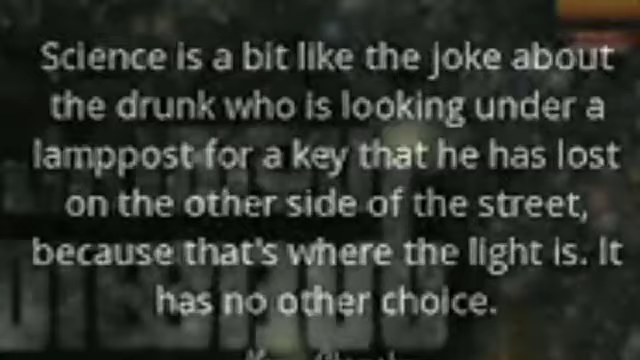 Science is a bit like the joke about
the drunk who is looking under a
lamppost for a key that he has lost
on the other side of the street,
because that's where the light is. It
has no other choice.